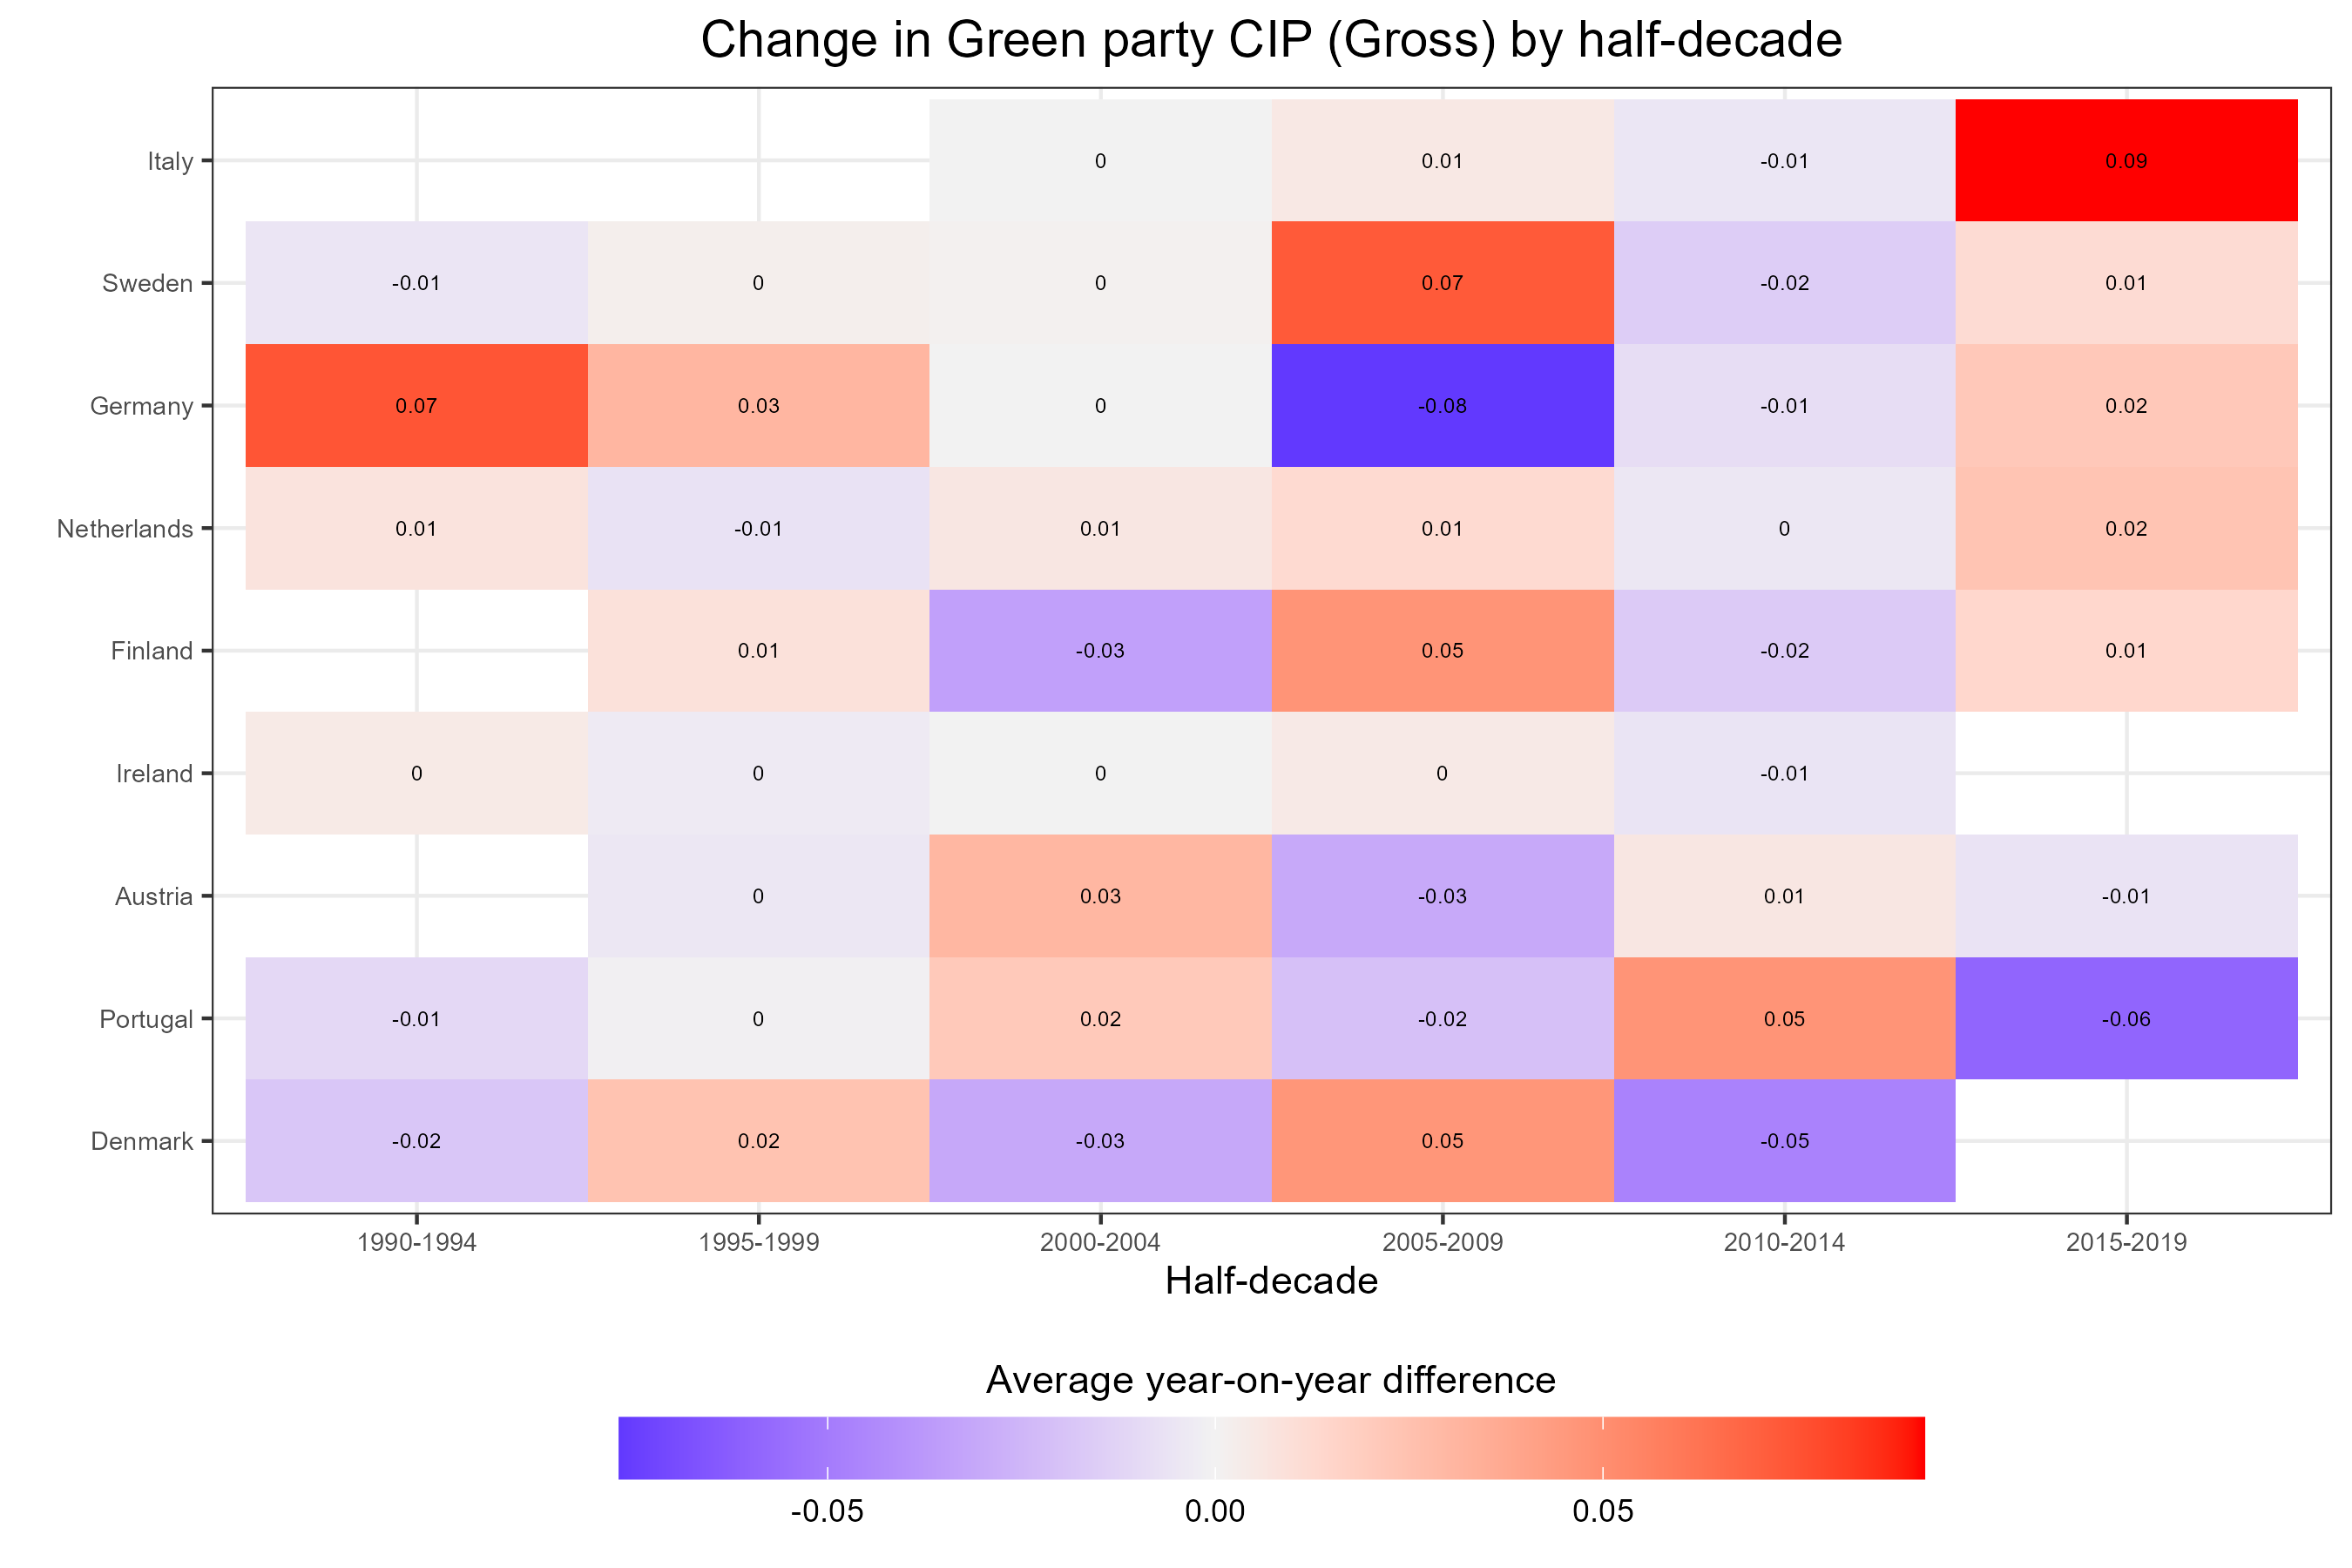 Change in Green party CIP (Gross) by half-decade
Italy 0 0.01 -0.01 0.09
Sweden -0.01 0 0 0.07 -0.02 0.01
Germany 0.07 0.03 0 -0.08 -0.01 0.02
Netherlands 0.01 -0.01 0.01 0.01 0 0.02
Finland 0.01 -0.03 0.05 -0.02 0.01
Ireland 0 0 0 0 -0.01
Austria 0 0.03 -0.03 0.01 -0.01
Portugal -0.01 0 0.02 -0.02 0.05 -0.06
Denmark -0.02 0.02 -0.03 0.05 -0.05
1990-1994 1995-1999 2000-2004 2005-2009 2010-2014 2015-2019
Half-decade
Average year-on-year difference
-0.05 0.00 0.05